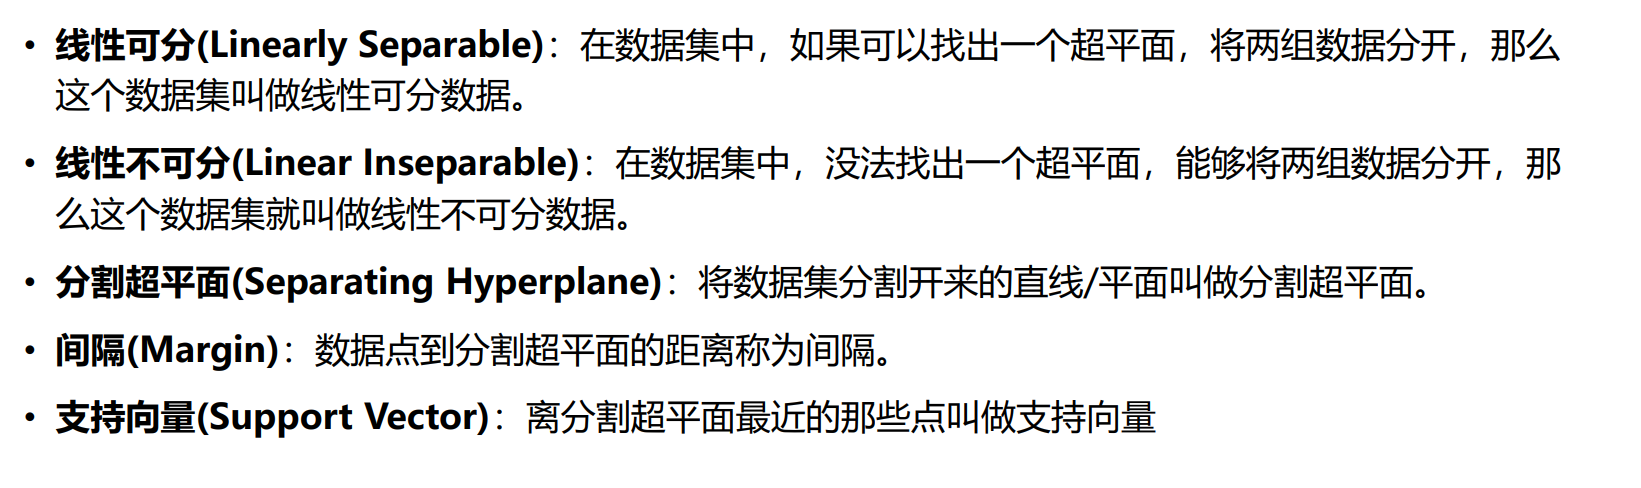 • 线性可分(Linearly Separable)：在数据集中，如果可以找出一个超平面，将两组数据分开，那么
这个数据集叫做线性可分数据。
• 线性不可分(Linear Inseparable)：在数据集中，没法找出一个超平面，能够将两组数据分开，那
么这个数据集就叫做线性不可分数据。
• 分割超平面(Separating Hyperplane)：将数据集分割开来的直线/平面叫做分割超平面。
• 间隔(Margin)：数据点到分割超平面的距离称为间隔。
• 支持向量(Support Vector)：离分割超平面最近的那些点叫做支持向量